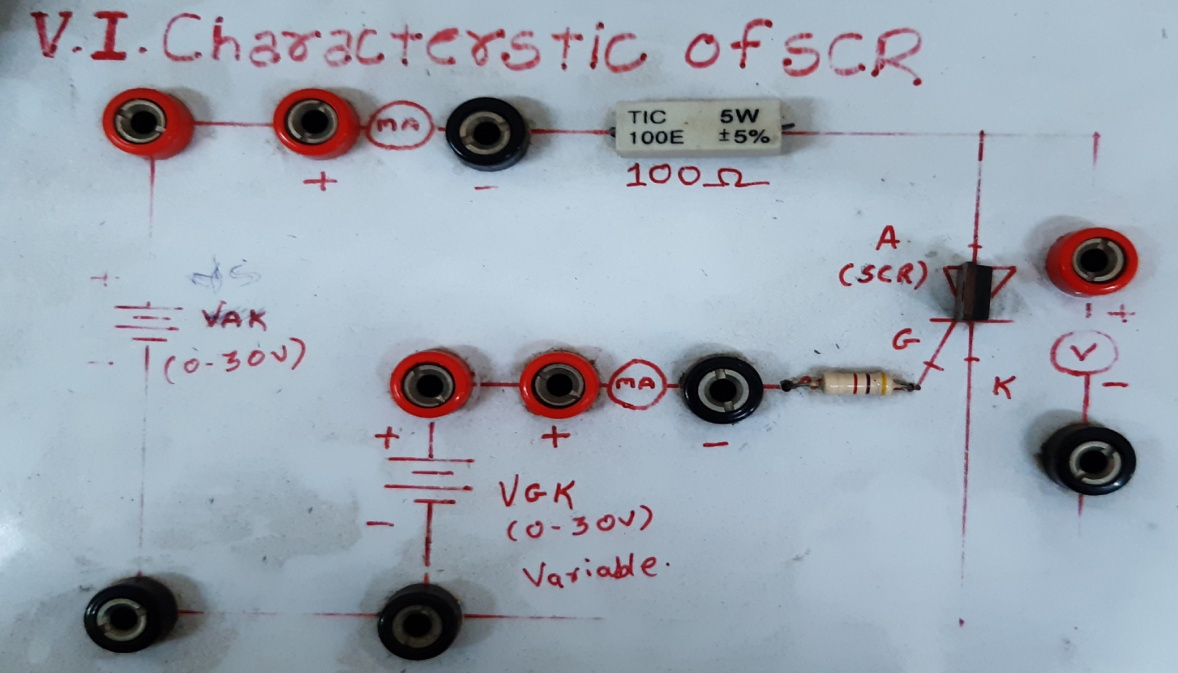 V.I. Characterstic of SCR
MA
TIC 5W
100E ±5%
+
-
100Ω
A
(SCR)
+
VAK
(0-30V)
-
+
G
V
MA
K
-
+
+
-
VGK
(0-30V)
-
Variable.